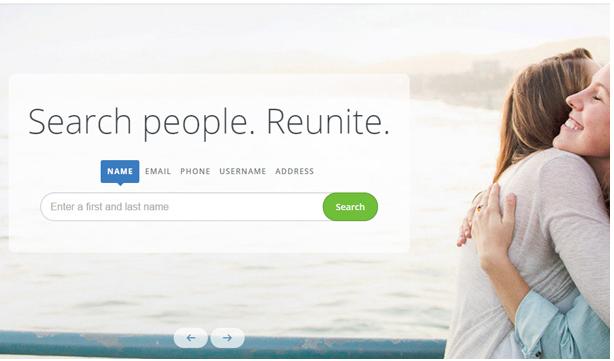 Search people. Reunite.
NAME EMAIL PHONE USERNAME ADDRESS
Enter a first and last name Search